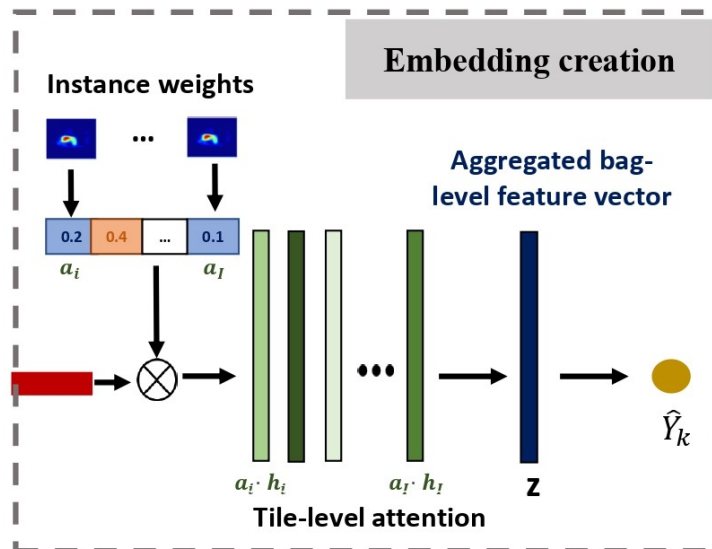 Embedding creation
Instance weights
...
Aggregated bag-
level feature vector
0.2 0.4 ... 0.1
a_i a_I
a_i · h_i a_I · h_I
z
Ŷ_k
Tile-level attention